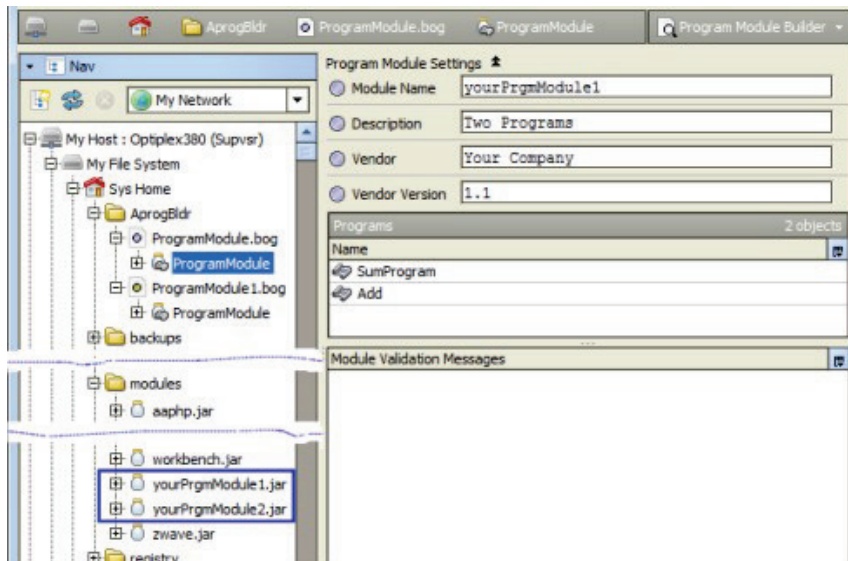 AprogBldr
ProgramModule.bog
ProgramModule
Program Module Builder
Nav
My Network
My Host : Optiplex380 (Supvsr)
My File System
Sys Home
AprogBldr
ProgramModule.bog
ProgramModule
ProgramModule1.bog
ProgramModule
backups
modules
aaphp.jar
workbench.jar
yourPrgmModule1.jar
yourPrgmModule2.jar
zwave.jar
registry
Program Module Settings
Module Name yourPrgmModule1
Description Two Programs
Vendor Your Company
Vendor Version 1.1
Programs 2 objects
Name
SumProgram
Add
Module Validation Messages